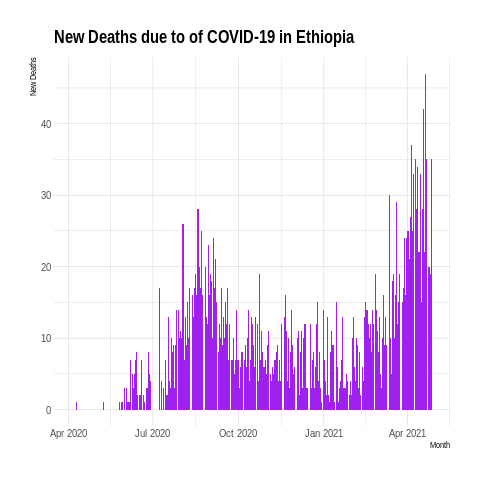 New Deaths due to of COVID-19 in Ethiopia
New Deaths
40
30
20
10
0
Apr 2020 Jul 2020 Oct 2020 Jan 2021 Apr 2021
Month